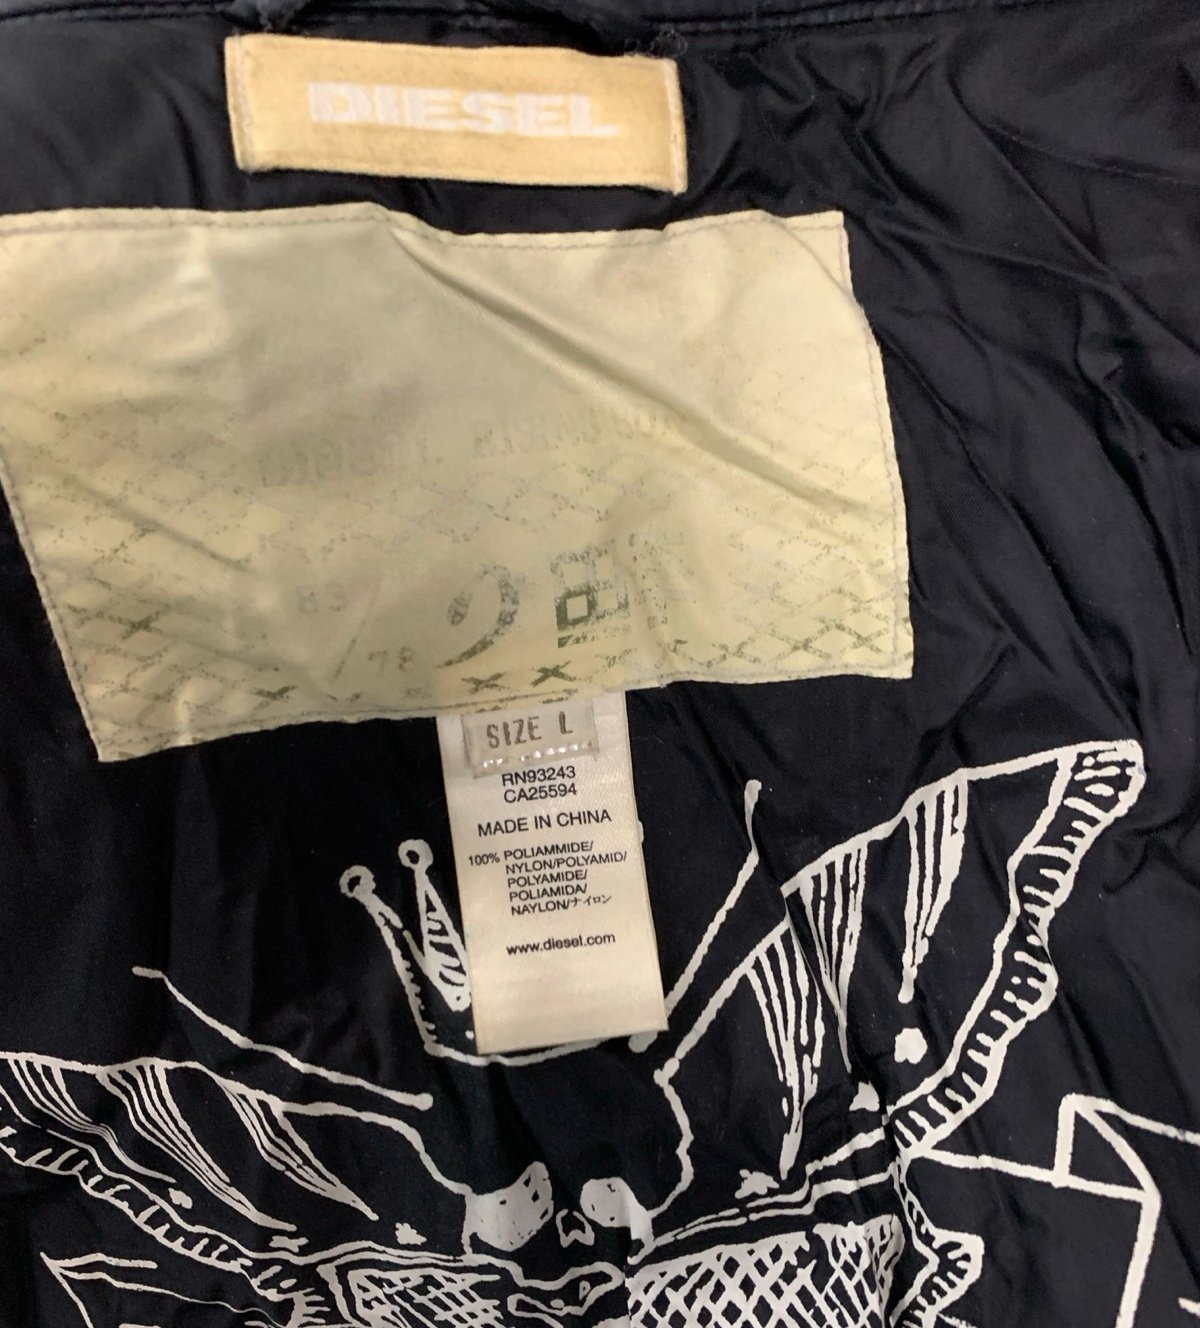 DIESEL
78
SIZE L
RN93243
CA25594
MADE IN CHINA
100% POLIAMMIDE/
NYLON/POLYAMID/
POLYAMIDE/
POLIAMIDA/
NAYLON/ナイロン
www.diesel.com